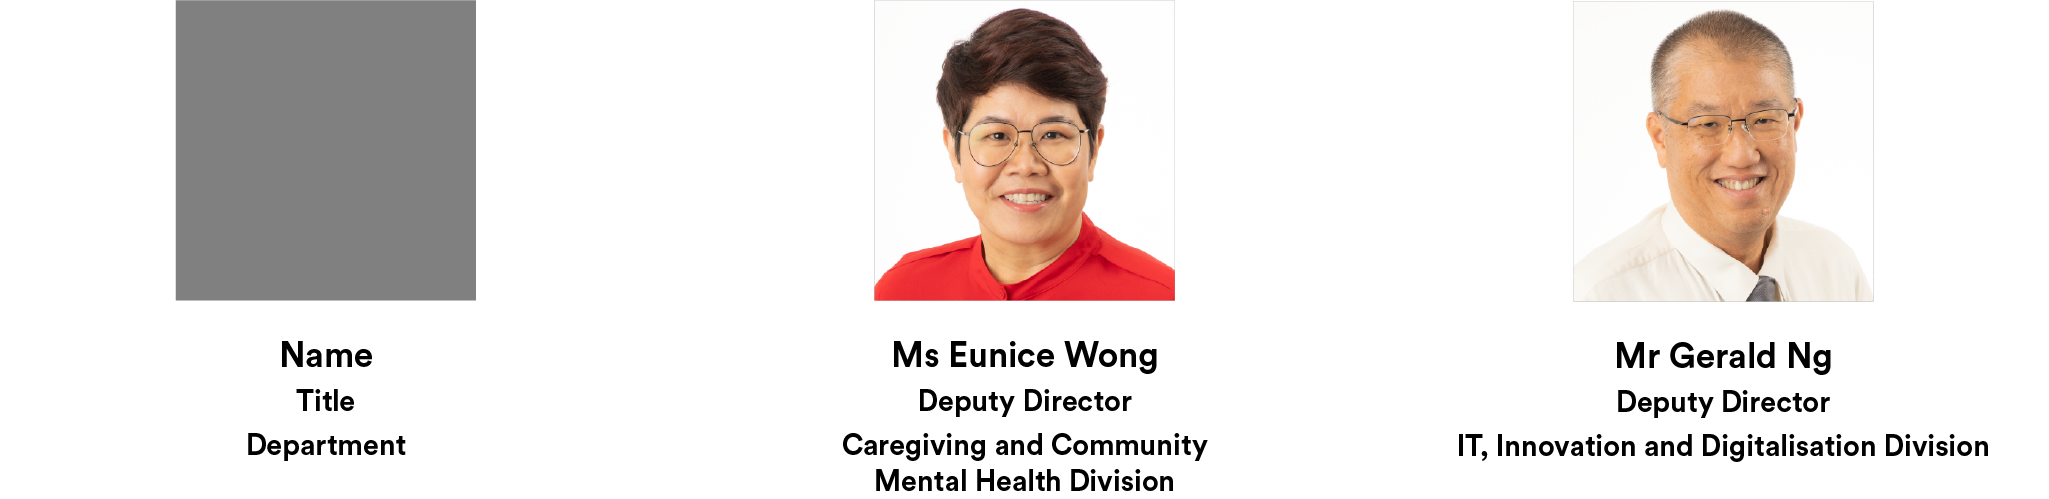 Name
Title
Department
Ms Eunice Wong
Deputy Director
Caregiving and Community
Mental Health Division
Mr Gerald Ng
Deputy Director
IT, Innovation and Digitalisation Division